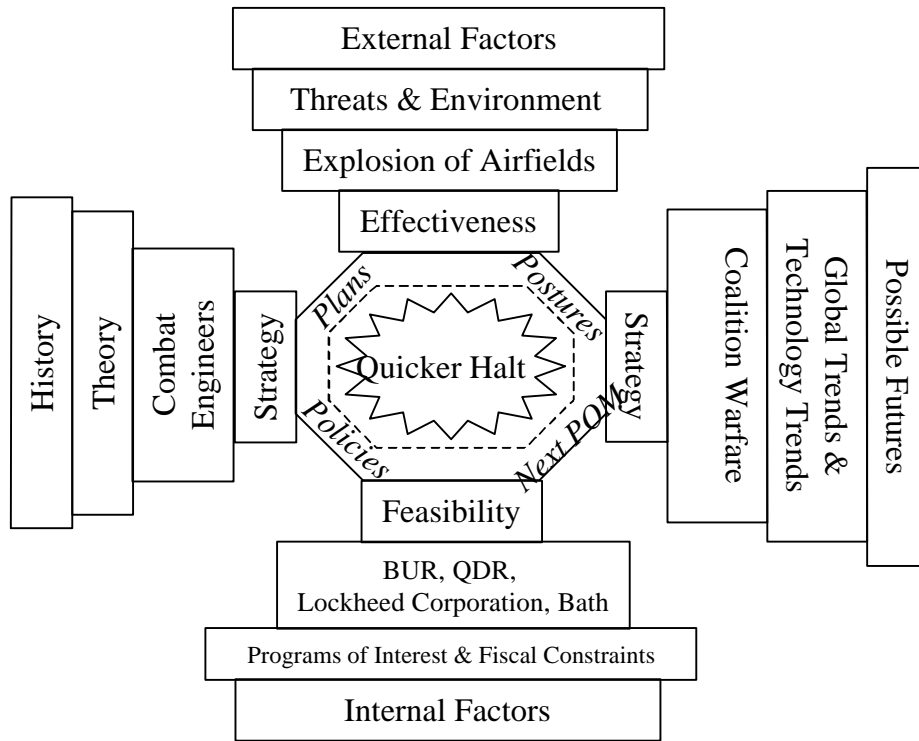 External Factors
Threats & Environment
Explosion of Airfields
Effectiveness
History
Theory
Combat
Engineers
Strategy
Plans
Postures
Quicker Halt
Policies
Next POM
Strategy
Coalition Warfare
Global Trends &
Technology Trends
Possible Futures
Feasibility
BUR, QDR,
Lockheed Corporation, Bath
Programs of Interest & Fiscal Constraints
Internal Factors